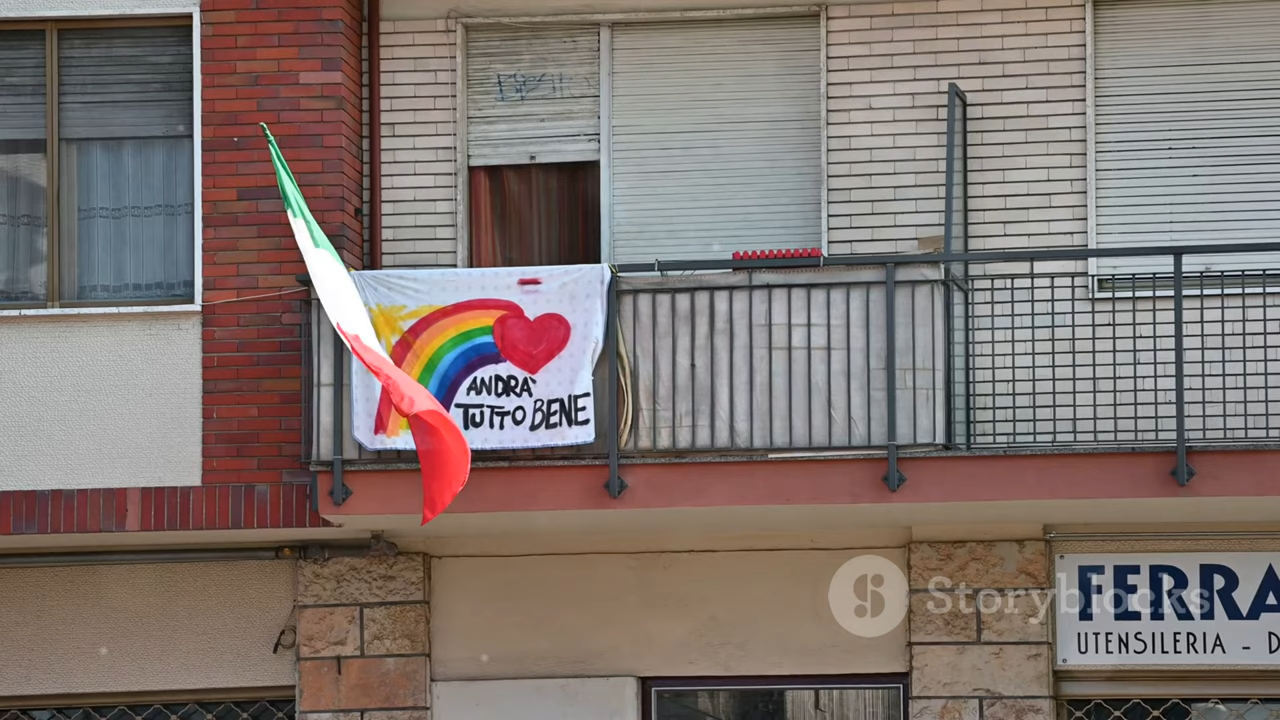 ANDRA`
TUTTO BENE
Storyblocks
FERRA
UTENSILERIA - D